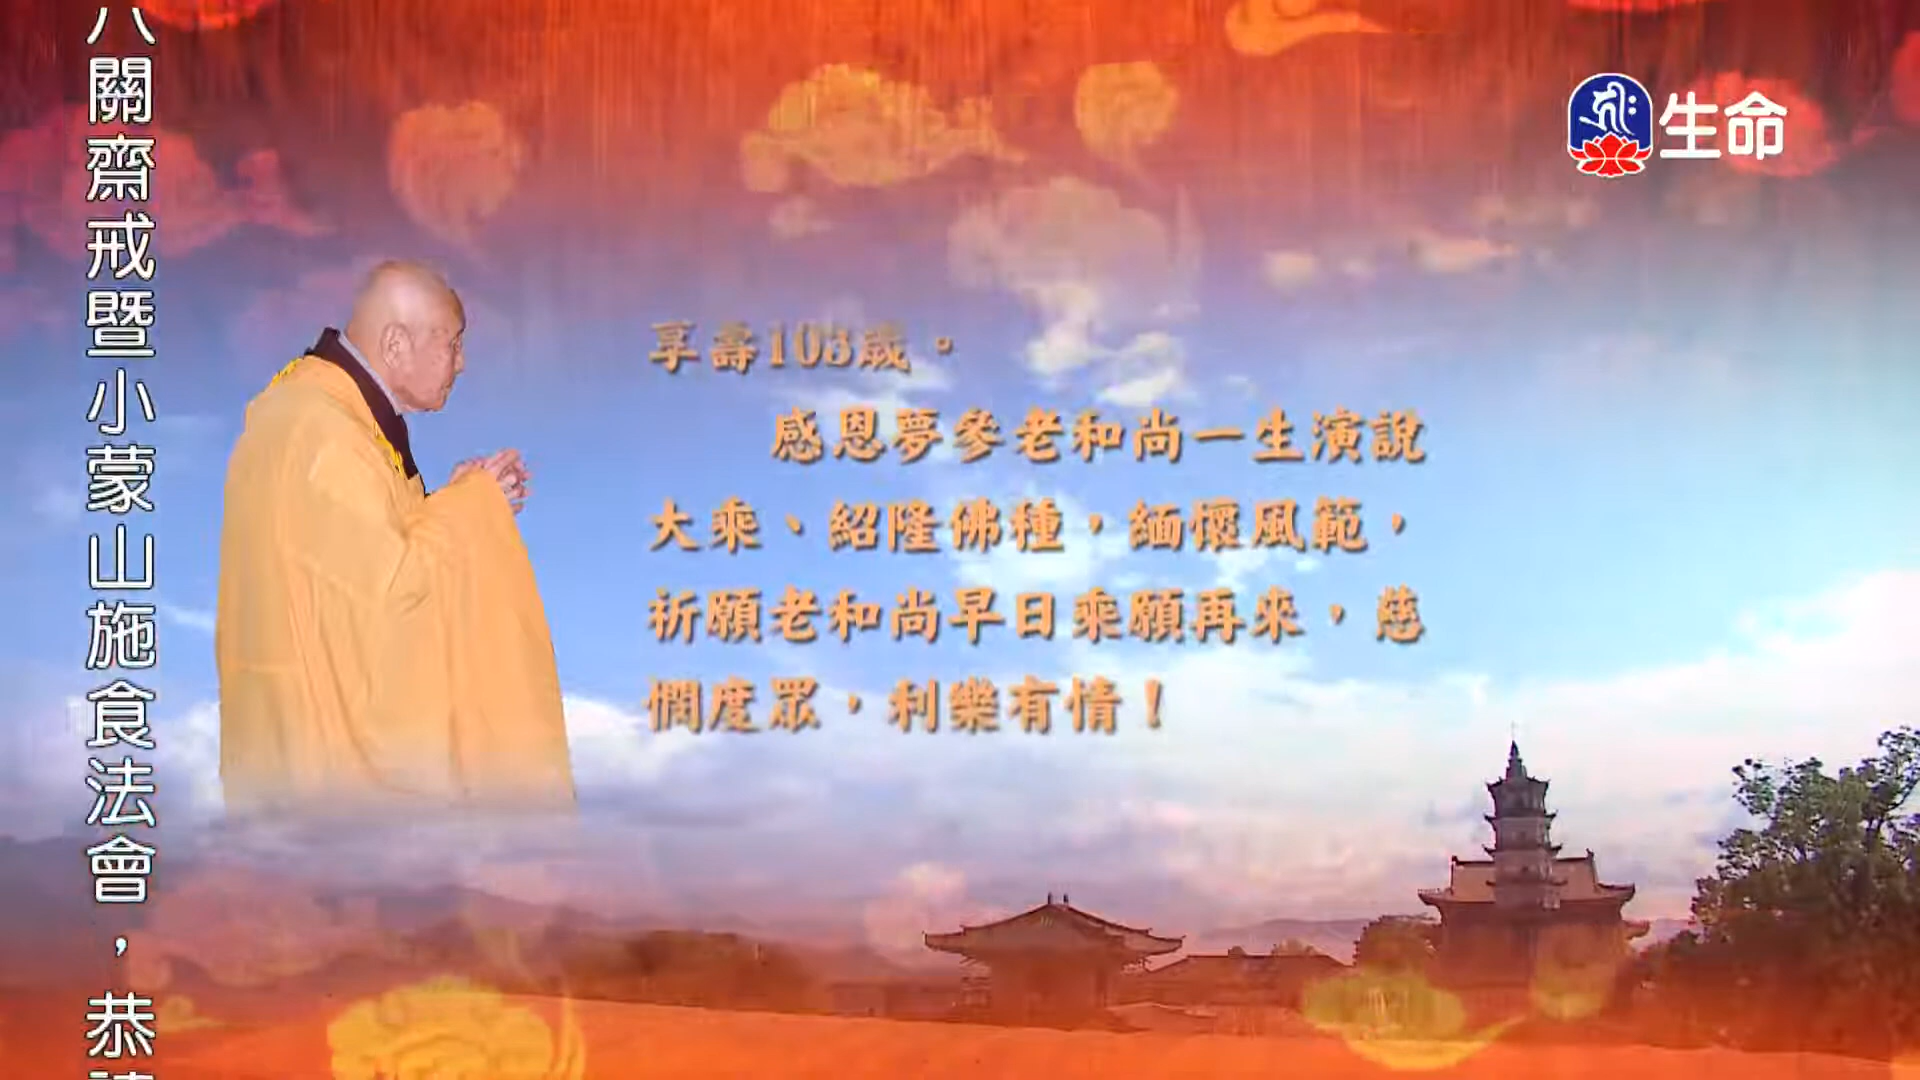 八關齋戒暨小蒙山施食法會，恭
生命
享壽103歲。
感恩夢參老和尚一生演說
大乘、紹隆佛種，緬懷風範，
祈願老和尚早日乘願再來，慈
憫度眾，利樂有情！